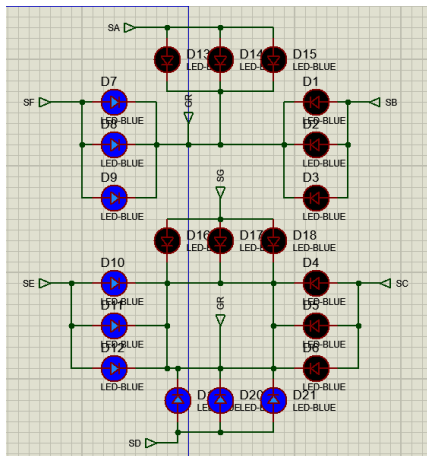 SA
D13
D14
D15
LED-B
LED-B
LED-BLUE
D7
GR
D1
SF
SB
LED-BLUE
LED-BLUE
D8
D2
LED-BLUE
LED-BLUE
D9
D3
LED-BLUE
LED-BLUE
SG
D16
D17
D18
LED-B
LED-B
LED-BLUE
D10
D4
SE
SC
LED-BLUE
LED-BLUE
D11
GR
D5
LED-BLUE
LED-BLUE
D12
D6
LED-BLUE
LED-BLUE
D20
D21
LED-BLUE
SD